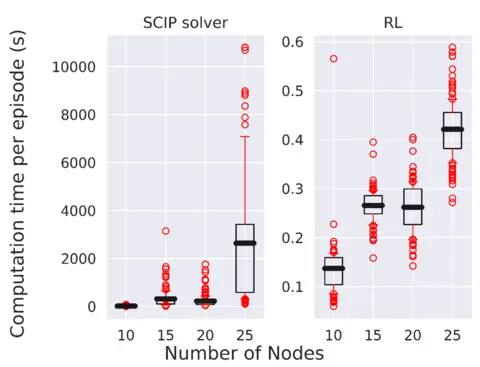 SCIP solver
RL
Computation time per episode (s)
10000
8000
6000
4000
2000
0
0.6
0.5
0.4
0.3
0.2
0.1
10 15 20 25
10 15 20 25
Number of Nodes